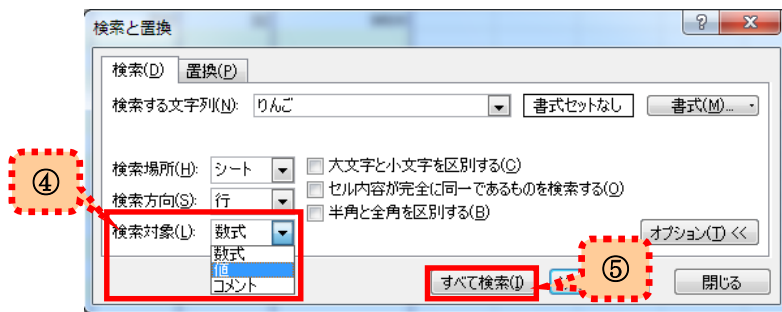 検索と置換
検索(D) 置換(P)
検索する文字列(N): りんご 書式セットなし 書式(M)...
検索場所(H): シート 大文字と小文字を区別する(C)
検索方向(S): 行 セル内容が完全に同一であるものを検索する(O)
半角と全角を区別する(B)
④
検索対象(L): 数式 オプション(T) <<
数式
値
コメント
すべて検索(I) ⑤ 閉じる